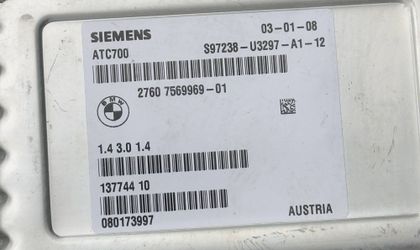 SIEMENS 03-01-08
ATC700 S97238-U3297-A1-12
BMW
2760 7569969-01
1.4 3.0 1.4
137744 10
080173997
AUSTRIA